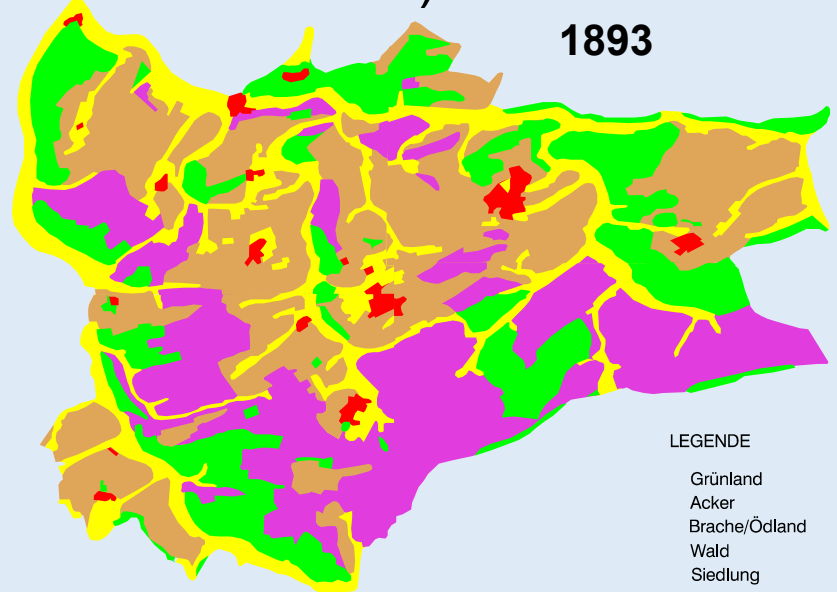 1893
LEGENDE
Grünland
Acker
Brache/Ödland
Wald
Siedlung